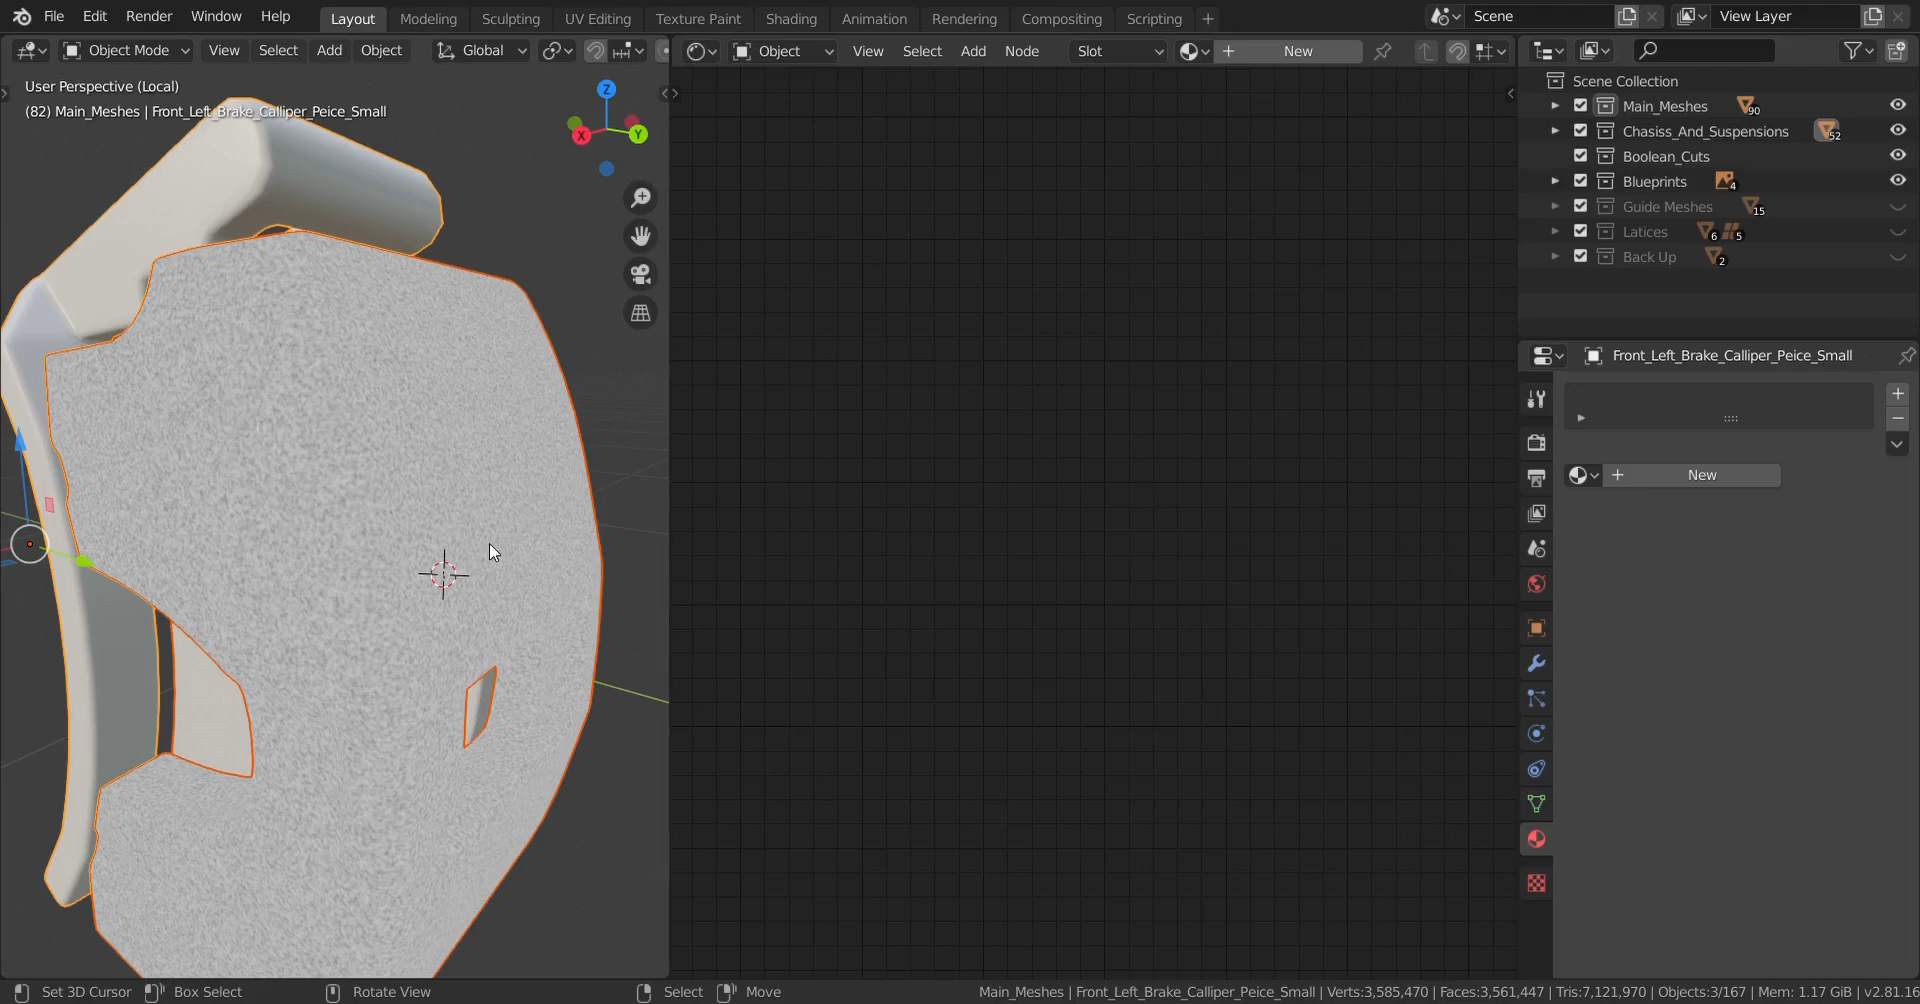 File Edit Render Window Help Layout Modeling Sculpting UV Editing Texture Paint Shading Animation Rendering Compositing Scripting + Scene View Layer
Object Mode View Select Add Object Global Object View Select Add Node Slot New
User Perspective (Local)
(82) Main_Meshes | Front_Left_Brake_Calliper_Peice_Small
Z
X
Y
Scene Collection
Main_Meshes 90
Chasiss_And_Suspensions 52
Boolean_Cuts
Blueprints 4
Guide Meshes 15
Latices 6 5
Back Up 2
Front_Left_Brake_Calliper_Peice_Small
New
Set 3D Cursor Box Select Rotate View Select Move Main_Meshes | Front_Left_Brake_Calliper_Peice_Small | Verts:3,585,470 | Faces:3,561,447 | Tris:7,121,970 | Objects:3/167 | Mem: 1.17 GiB | v2.81.16